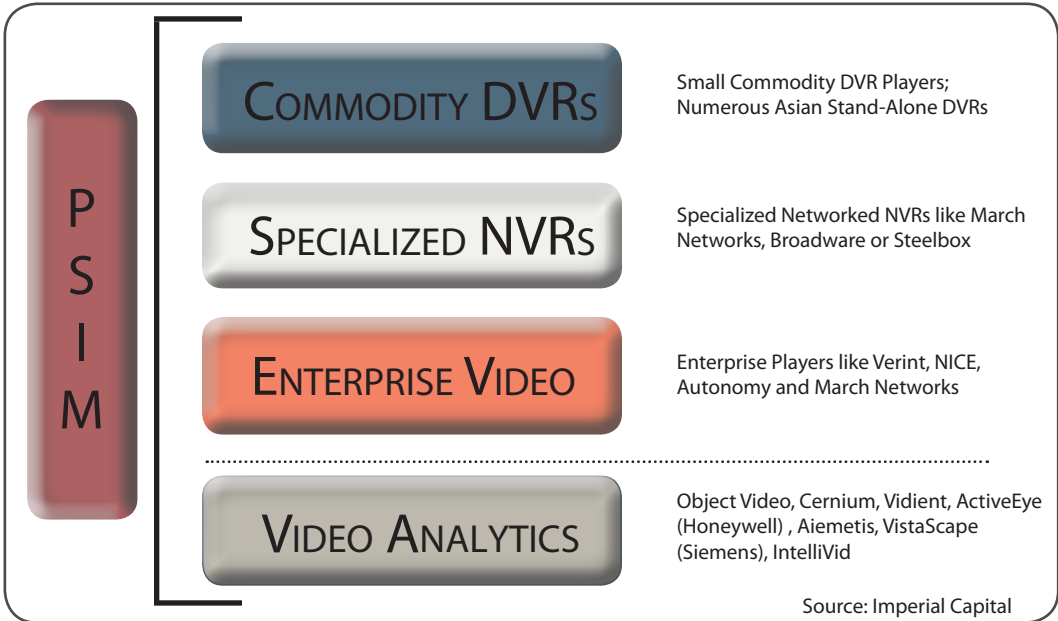 PSIM
COMMODITY DVRS
Small Commodity DVR Players;
Numerous Asian Stand-Alone DVRs
SPECIALIZED NVRS
Specialized Networked NVRs like March
Networks, Broadware or Steelbox
ENTERPRISE VIDEO
Enterprise Players like Verint, NICE,
Autonomy and March Networks
VIDEO ANALYTICS
Object Video, Cernium, Vidient, ActiveEye
(Honeywell) , Aiemetis, VistaScape
(Siemens), IntelliVid
Source: Imperial Capital